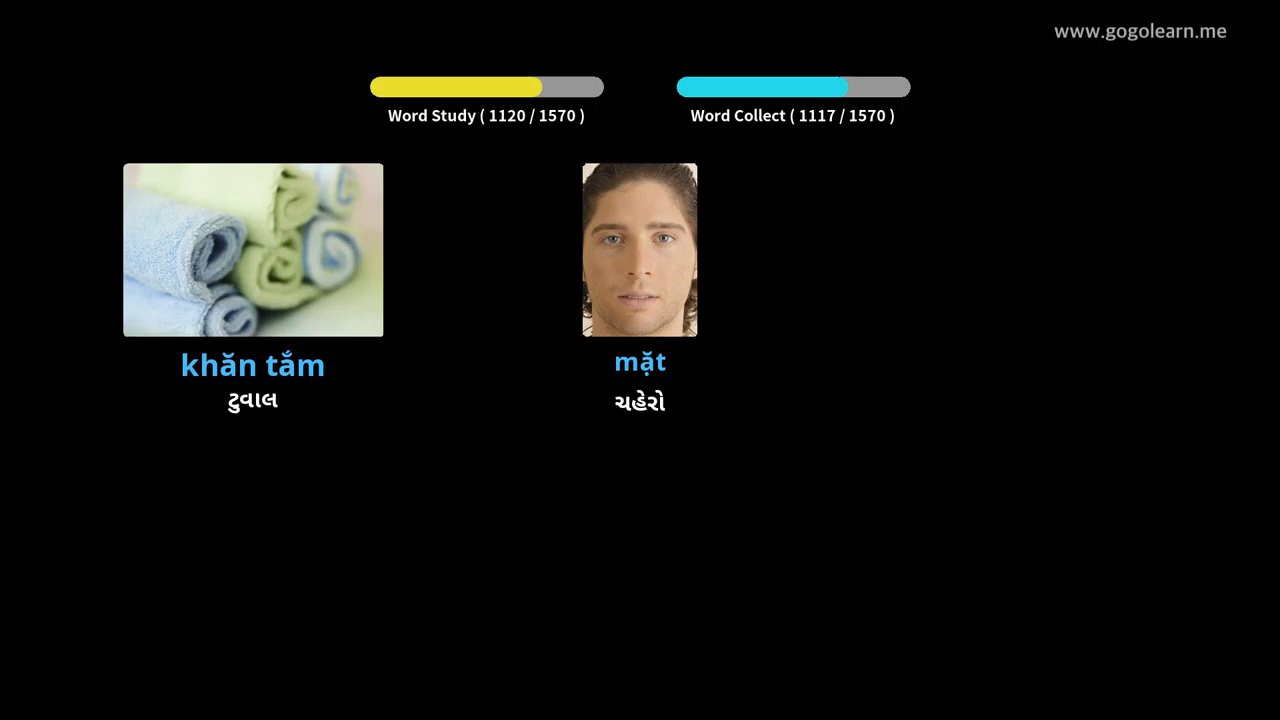 www.gogolearn.me
Word Study ( 1120 / 1570 )
Word Collect ( 1117 / 1570 )
khăn tắm
ટુવાલ
mặt
ચહેરો